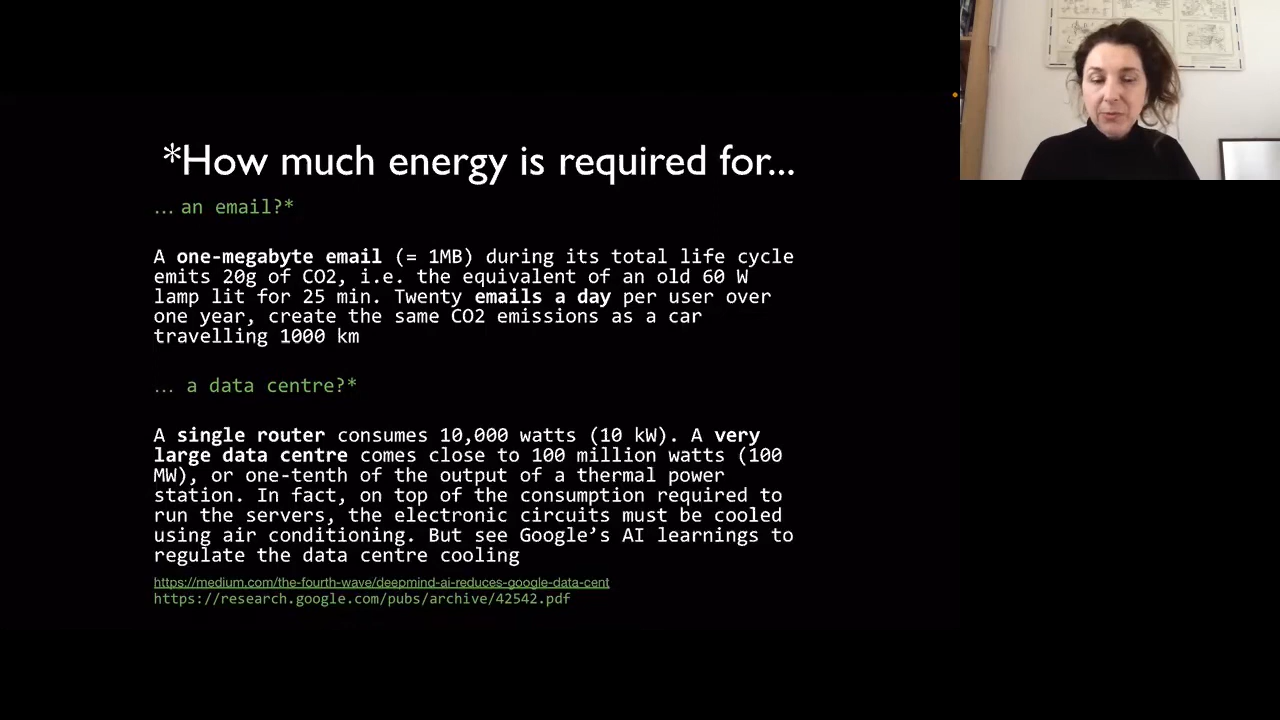 *How much energy is required for...
... an email?*
A one-megabyte email (= 1MB) during its total life cycle
emits 20g of CO2, i.e. the equivalent of an old 60 W
lamp lit for 25 min. Twenty emails a day per user over
one year, create the same CO2 emissions as a car
travelling 1000 km
... a data centre?*
A single router consumes 10,000 watts (10 kW). A very
large data centre comes close to 100 million watts (100
MW), or one-tenth of the output of a thermal power
station. In fact, on top of the consumption required to
run the servers, the electronic circuits must be cooled
using air conditioning. But see Google’s AI learnings to
regulate the data centre cooling
https://medium.com/the-fourth-wave/deepmind-ai-reduces-google-data-cent
https://research.google.com/pubs/archive/42542.pdf